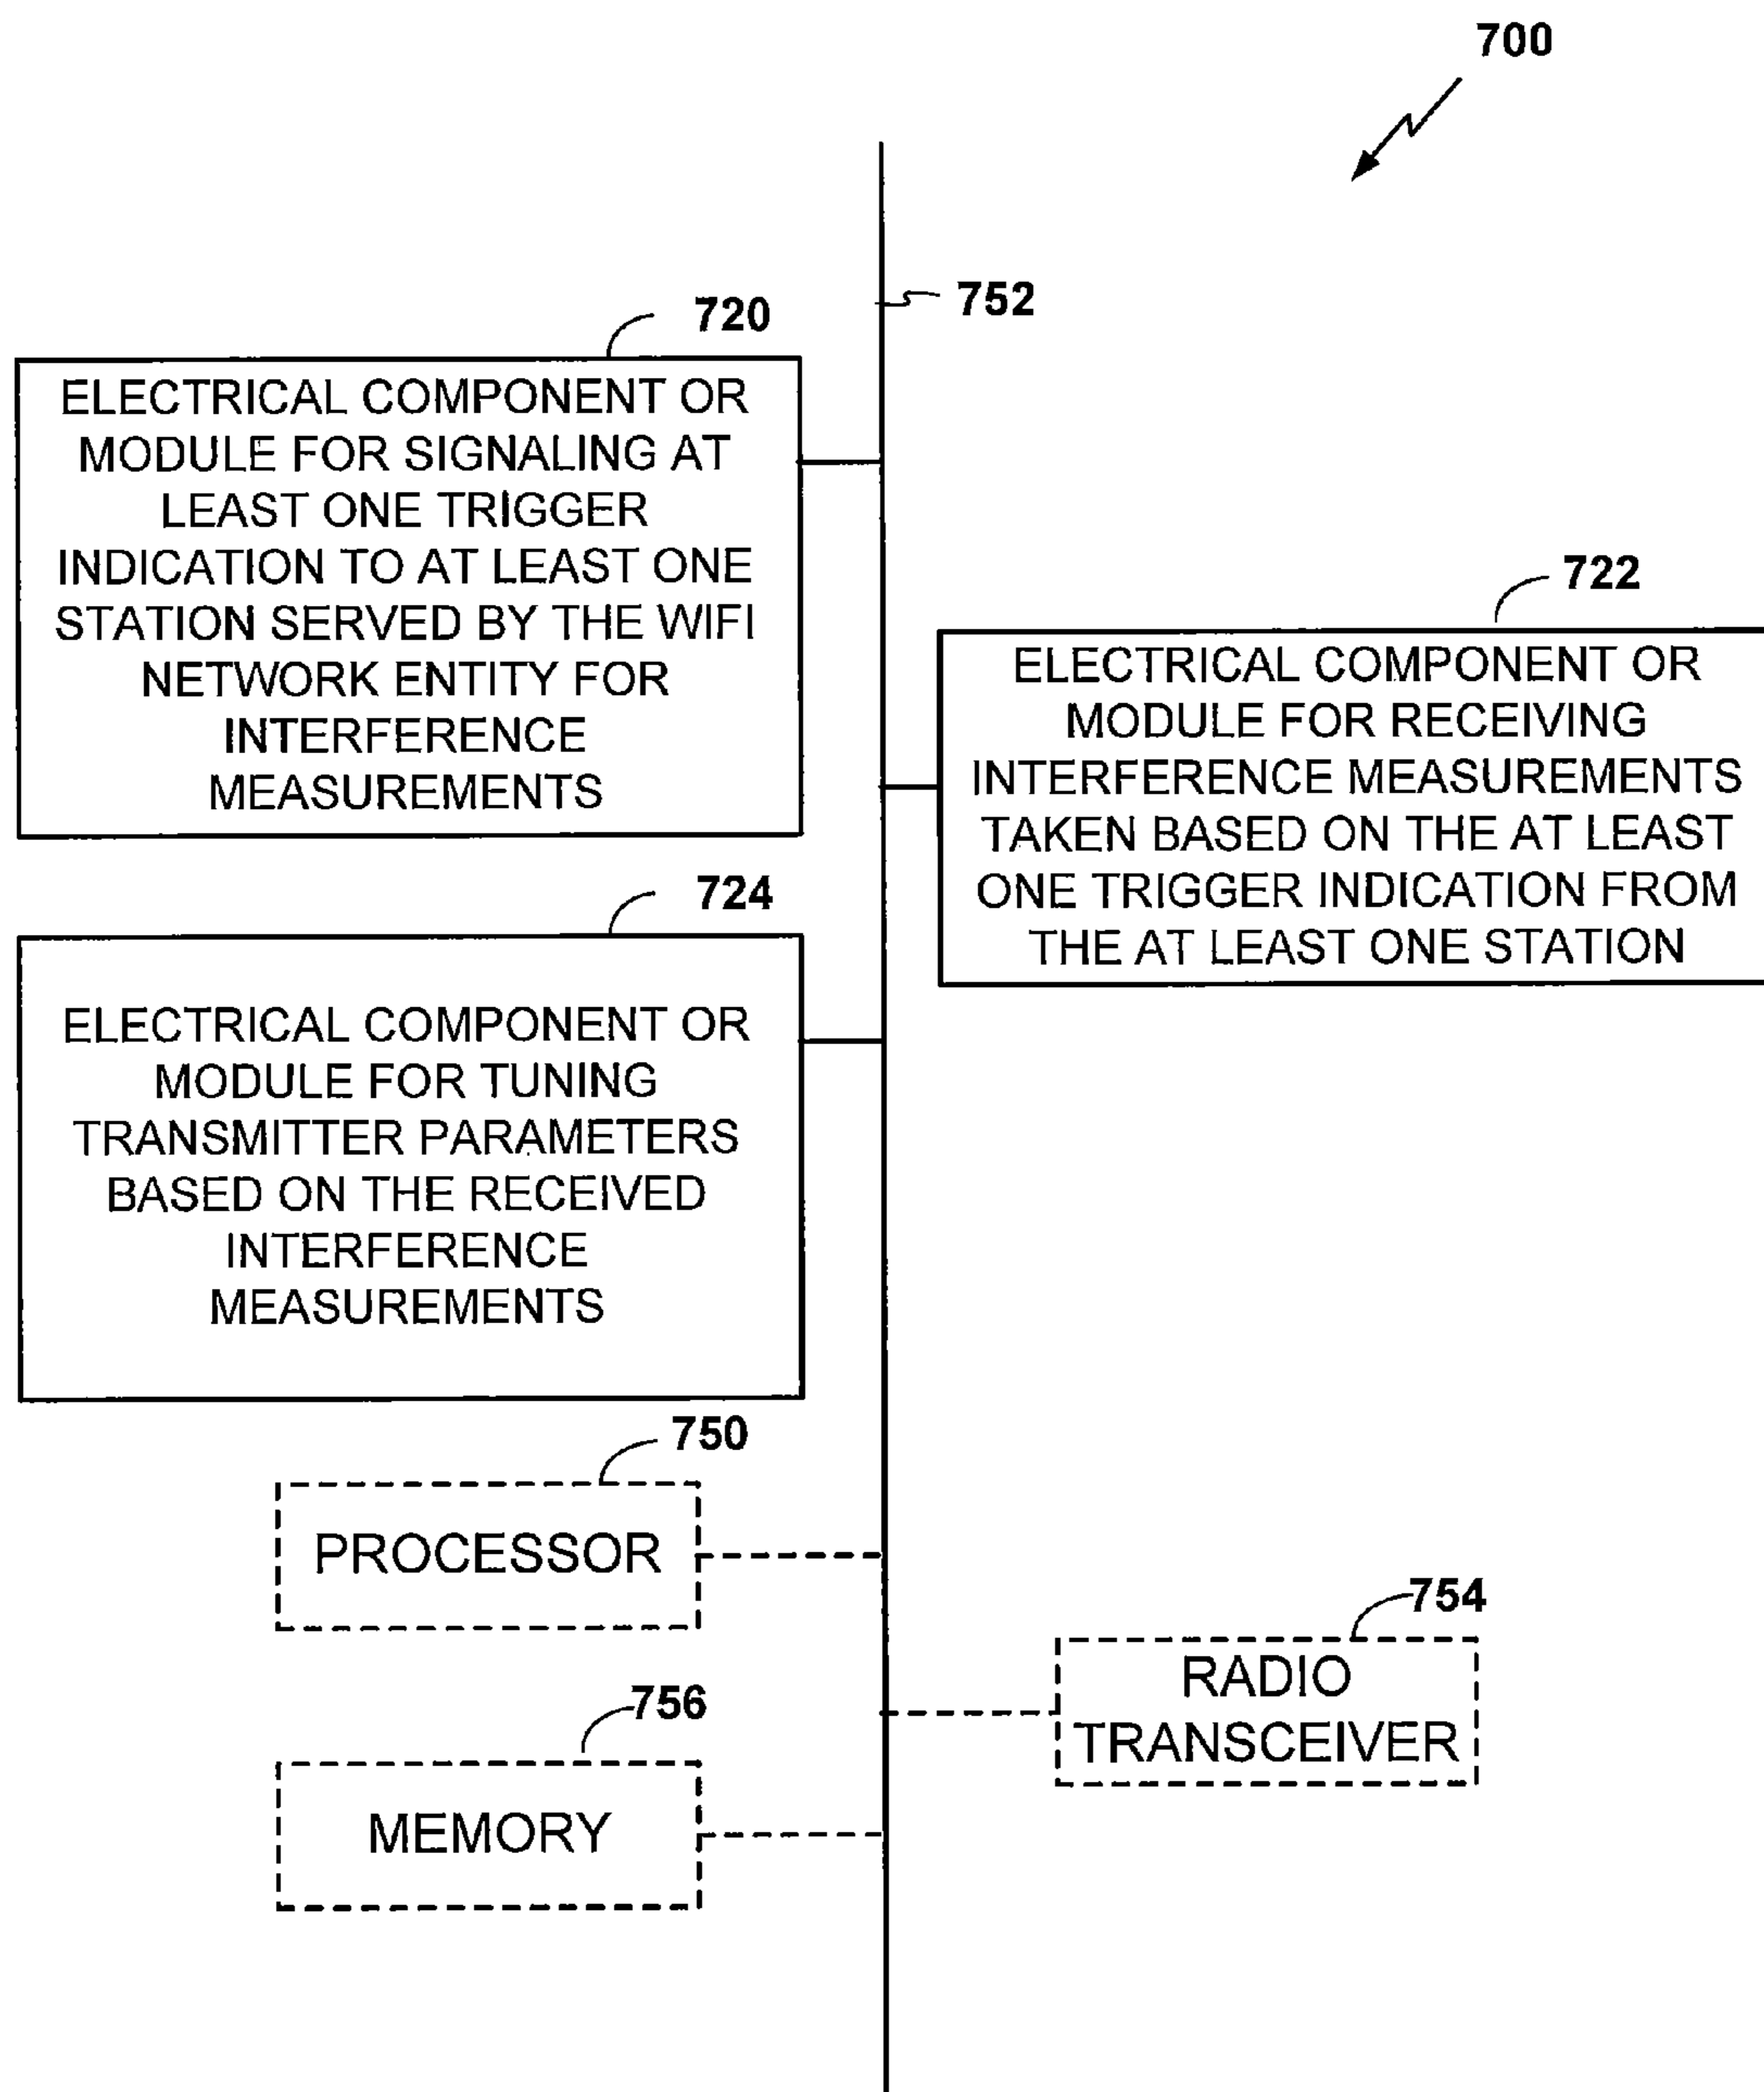 700
752
720
ELECTRICAL COMPONENT OR
MODULE FOR SIGNALING AT
LEAST ONE TRIGGER
INDICATION TO AT LEAST ONE
STATION SERVED BY THE WIFI
NETWORK ENTITY FOR
INTERFERENCE
MEASUREMENTS
722
ELECTRICAL COMPONENT OR
MODULE FOR RECEIVING
INTERFERENCE MEASUREMENTS
TAKEN BASED ON THE AT LEAST
ONE TRIGGER INDICATION FROM
THE AT LEAST ONE STATION
724
ELECTRICAL COMPONENT OR
MODULE FOR TUNING
TRANSMITTER PARAMETERS
BASED ON THE RECEIVED
INTERFERENCE
MEASUREMENTS
750
PROCESSOR
754
RADIO
TRANSCEIVER
756
MEMORY